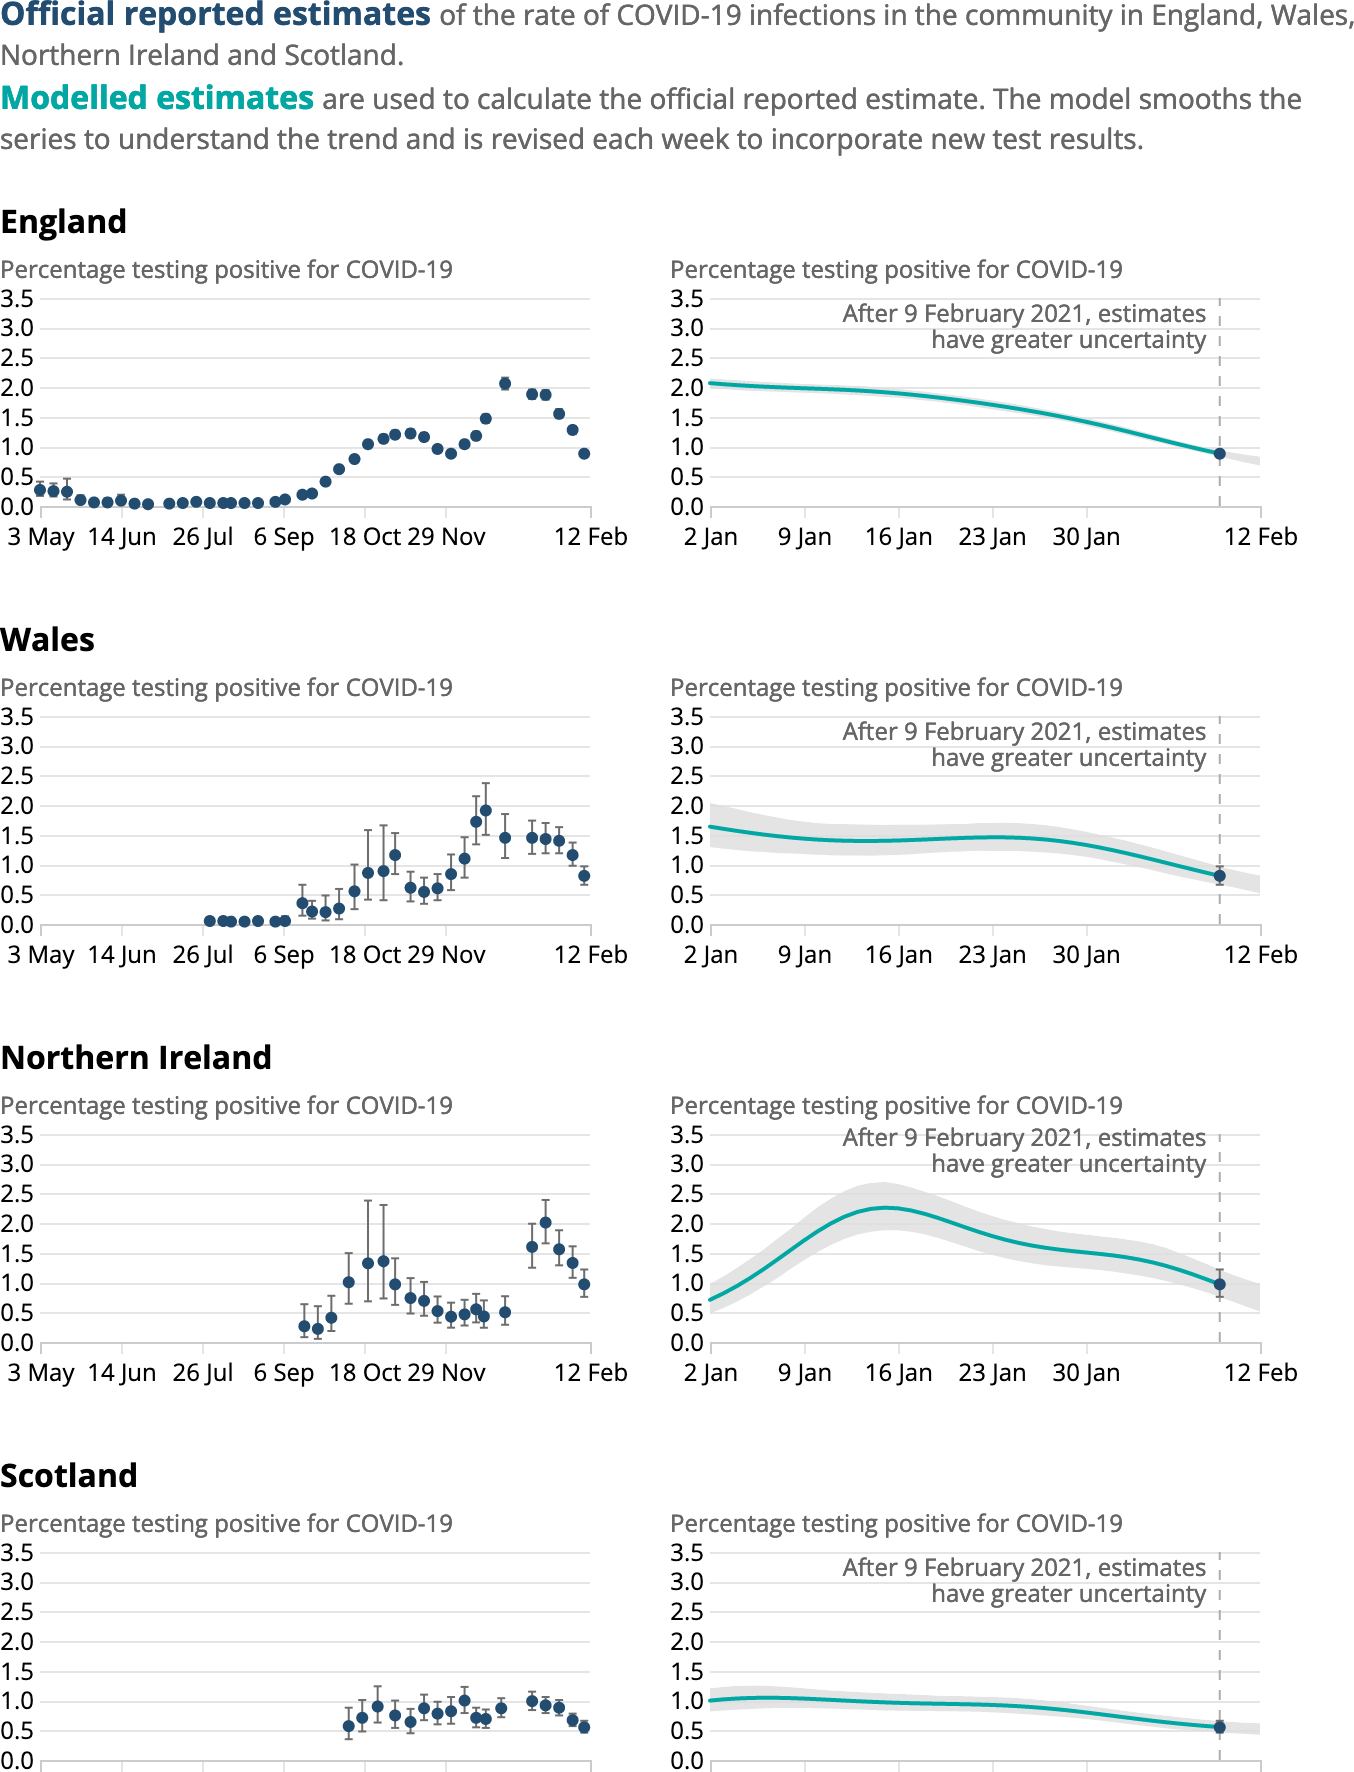 Official reported estimates of the rate of COVID-19 infections in the community in England, Wales,
Northern Ireland and Scotland.
Modelled estimates are used to calculate the official reported estimate. The model smooths the
series to understand the trend and is revised each week to incorporate new test results.
England
Percentage testing positive for COVID-19
3.5
3.0
2.5
2.0
1.5
1.0
0.5
0.0
3 May 14 Jun 26 Jul 6 Sep 18 Oct 29 Nov 12 Feb
Percentage testing positive for COVID-19
After 9 February 2021, estimates
have greater uncertainty
3.5
3.0
2.5
2.0
1.5
1.0
0.5
0.0
2 Jan 9 Jan 16 Jan 23 Jan 30 Jan 12 Feb
Wales
Percentage testing positive for COVID-19
3.5
3.0
2.5
2.0
1.5
1.0
0.5
0.0
3 May 14 Jun 26 Jul 6 Sep 18 Oct 29 Nov 12 Feb
Percentage testing positive for COVID-19
After 9 February 2021, estimates
have greater uncertainty
3.5
3.0
2.5
2.0
1.5
1.0
0.5
0.0
2 Jan 9 Jan 16 Jan 23 Jan 30 Jan 12 Feb
Northern Ireland
Percentage testing positive for COVID-19
3.5
3.0
2.5
2.0
1.5
1.0
0.5
0.0
3 May 14 Jun 26 Jul 6 Sep 18 Oct 29 Nov 12 Feb
Percentage testing positive for COVID-19
After 9 February 2021, estimates
have greater uncertainty
3.5
3.0
2.5
2.0
1.5
1.0
0.5
0.0
2 Jan 9 Jan 16 Jan 23 Jan 30 Jan 12 Feb
Scotland
Percentage testing positive for COVID-19
3.5
3.0
2.5
2.0
1.5
1.0
0.5
0.0
Percentage testing positive for COVID-19
After 9 February 2021, estimates
have greater uncertainty
3.5
3.0
2.5
2.0
1.5
1.0
0.5
0.0